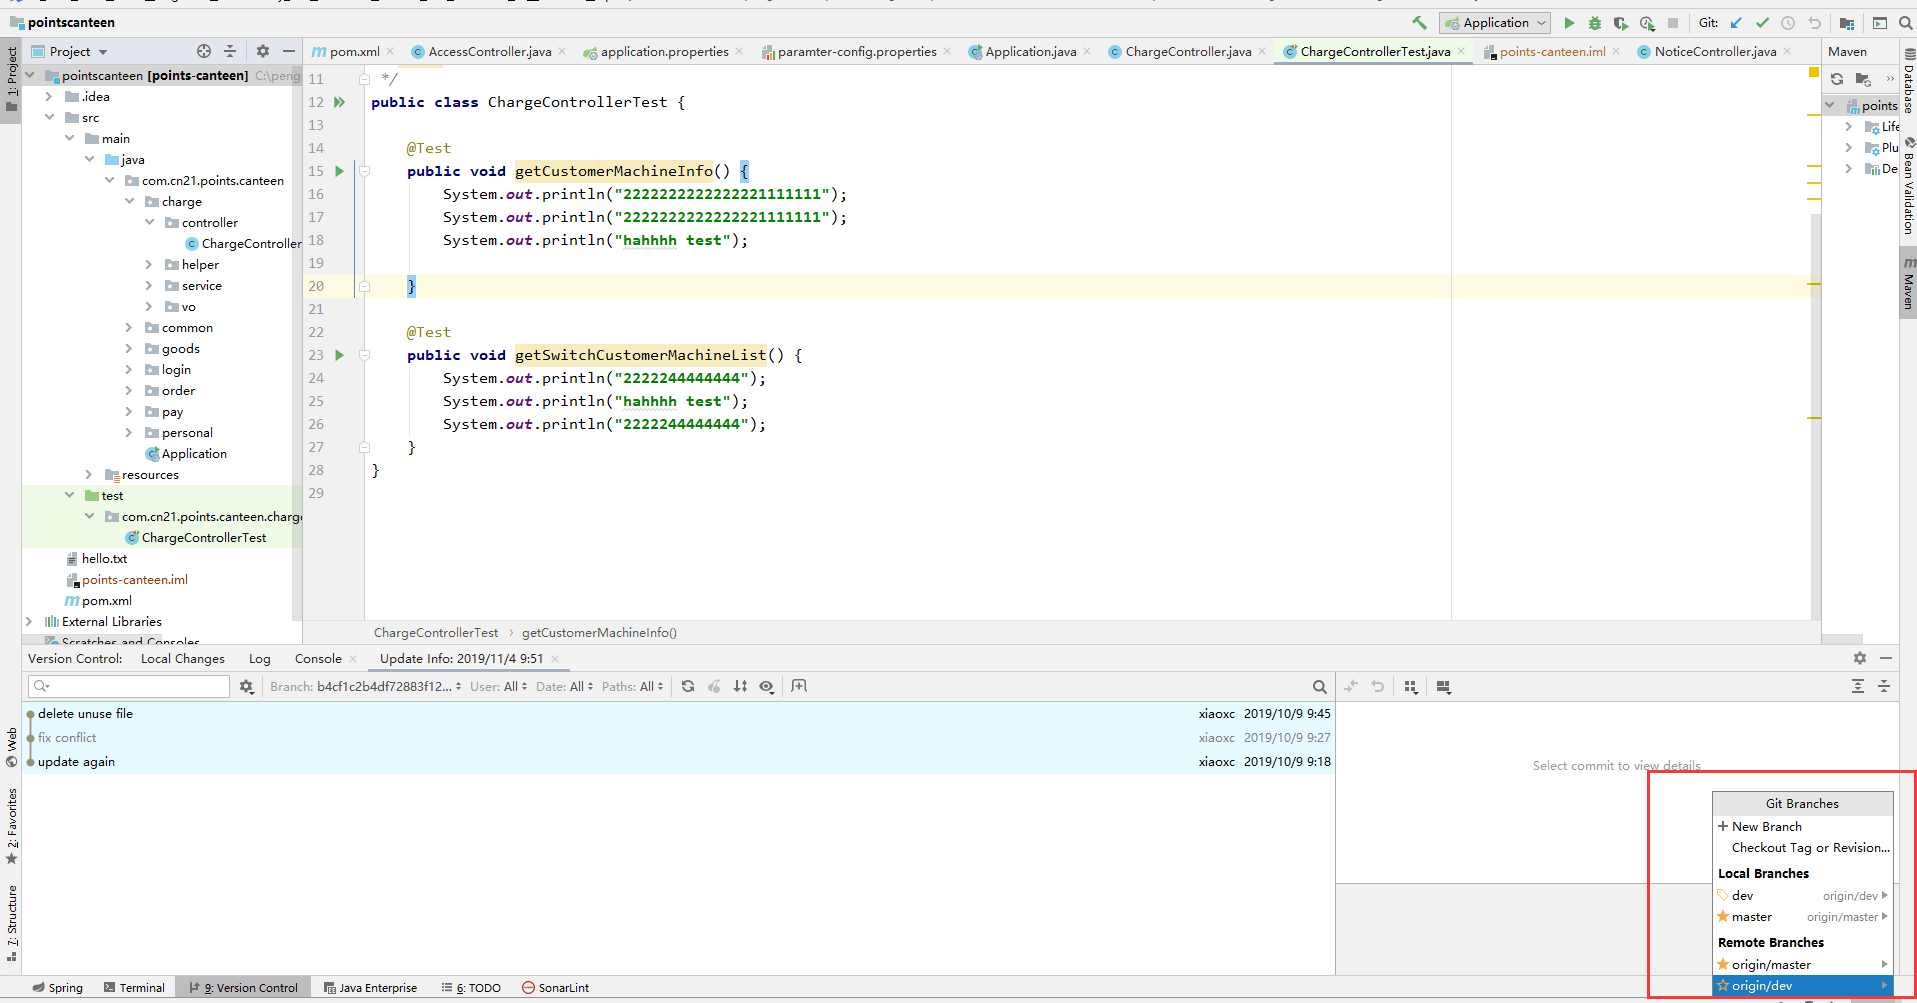 pointscanteen
Application
Git:
1: Project
Project
pom.xml
AccessController.java
application.properties
paramter-config.properties
Application.java
ChargeController.java
ChargeControllerTest.java
points-canteen.iml
NoticeController.java
Maven
pointscanteen [points-canteen] C:\peng
.idea
src
main
java
com.cn21.points.canteen
charge
controller
ChargeController
helper
service
vo
common
goods
login
order
pay
personal
Application
resources
test
com.cn21.points.canteen.charge
ChargeControllerTest
hello.txt
points-canteen.iml
pom.xml
External Libraries
Scratches and Consoles
11 */
12 public class ChargeControllerTest {
13
14 @Test
15 public void getCustomerMachineInfo() {
16 System.out.println("2222222222222221111111");
17 System.out.println("2222222222222221111111");
18 System.out.println("hahhhh test");
19
20 }
21
22 @Test
23 public void getSwitchCustomerMachineList() {
24 System.out.println("2222244444444");
25 System.out.println("hahhhh test");
26 System.out.println("2222244444444");
27 }
28 }
29
ChargeControllerTest › getCustomerMachineInfo()
points
Life
Plu
De
Database
Bean Validation
Maven
Version Control:
Local Changes
Log
Console
Update Info: 2019/11/4 9:51
Branch: b4cf1c2b4df72883f12...
User: All
Date: All
Paths: All
delete unuse file xiaoxc 2019/10/9 9:45
fix conflict xiaoxc 2019/10/9 9:27
update again xiaoxc 2019/10/9 9:18
Select commit to view details
Git Branches
New Branch
Checkout Tag or Revision...
Local Branches
dev origin/dev
master origin/master
Remote Branches
origin/master
origin/dev
Web
2: Favorites
7: Structure
Spring
Terminal
9: Version Control
Java Enterprise
6: TODO
SonarLint